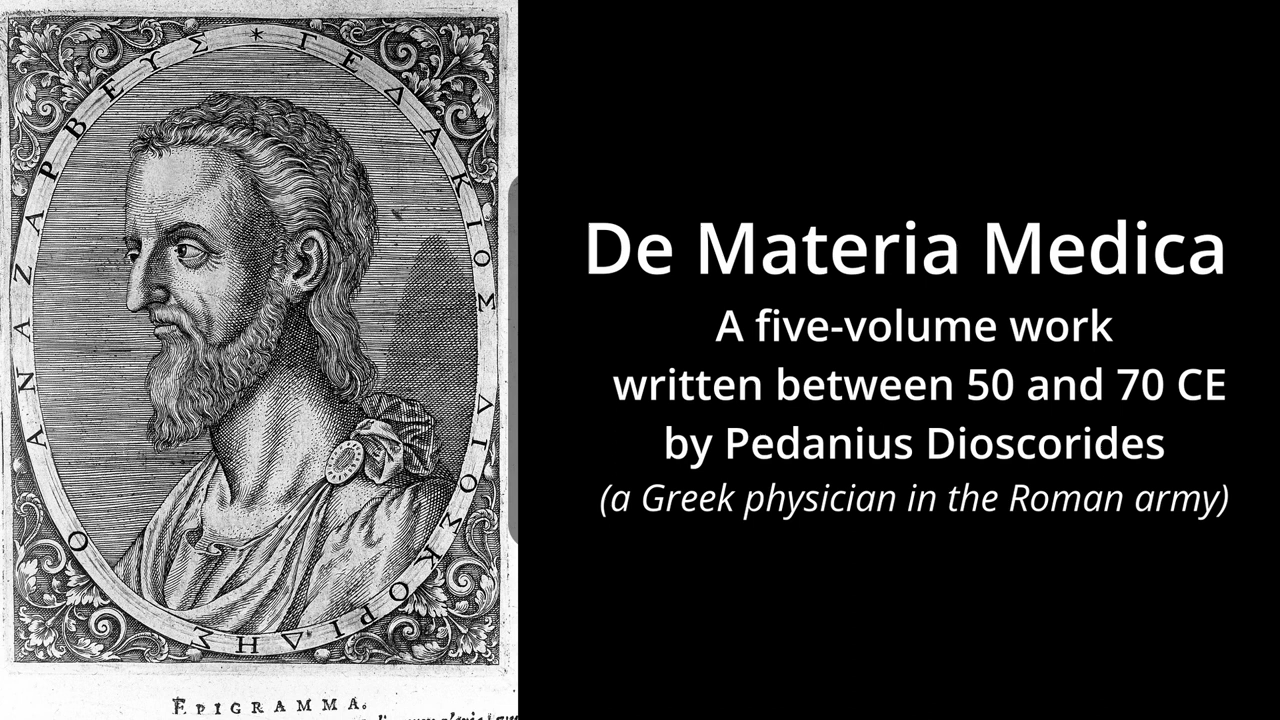 * ΓΕΔΑΚΙΟΣ ΔΙΟΣΚΟΡΙΔΗΣ Ο ΑΝΑΖΑΡΒΕΥΣ
EPIGRAMMA.
De Materia Medica
A five-volume work
written between 50 and 70 CE
by Pedanius Dioscorides
(a Greek physician in the Roman army)